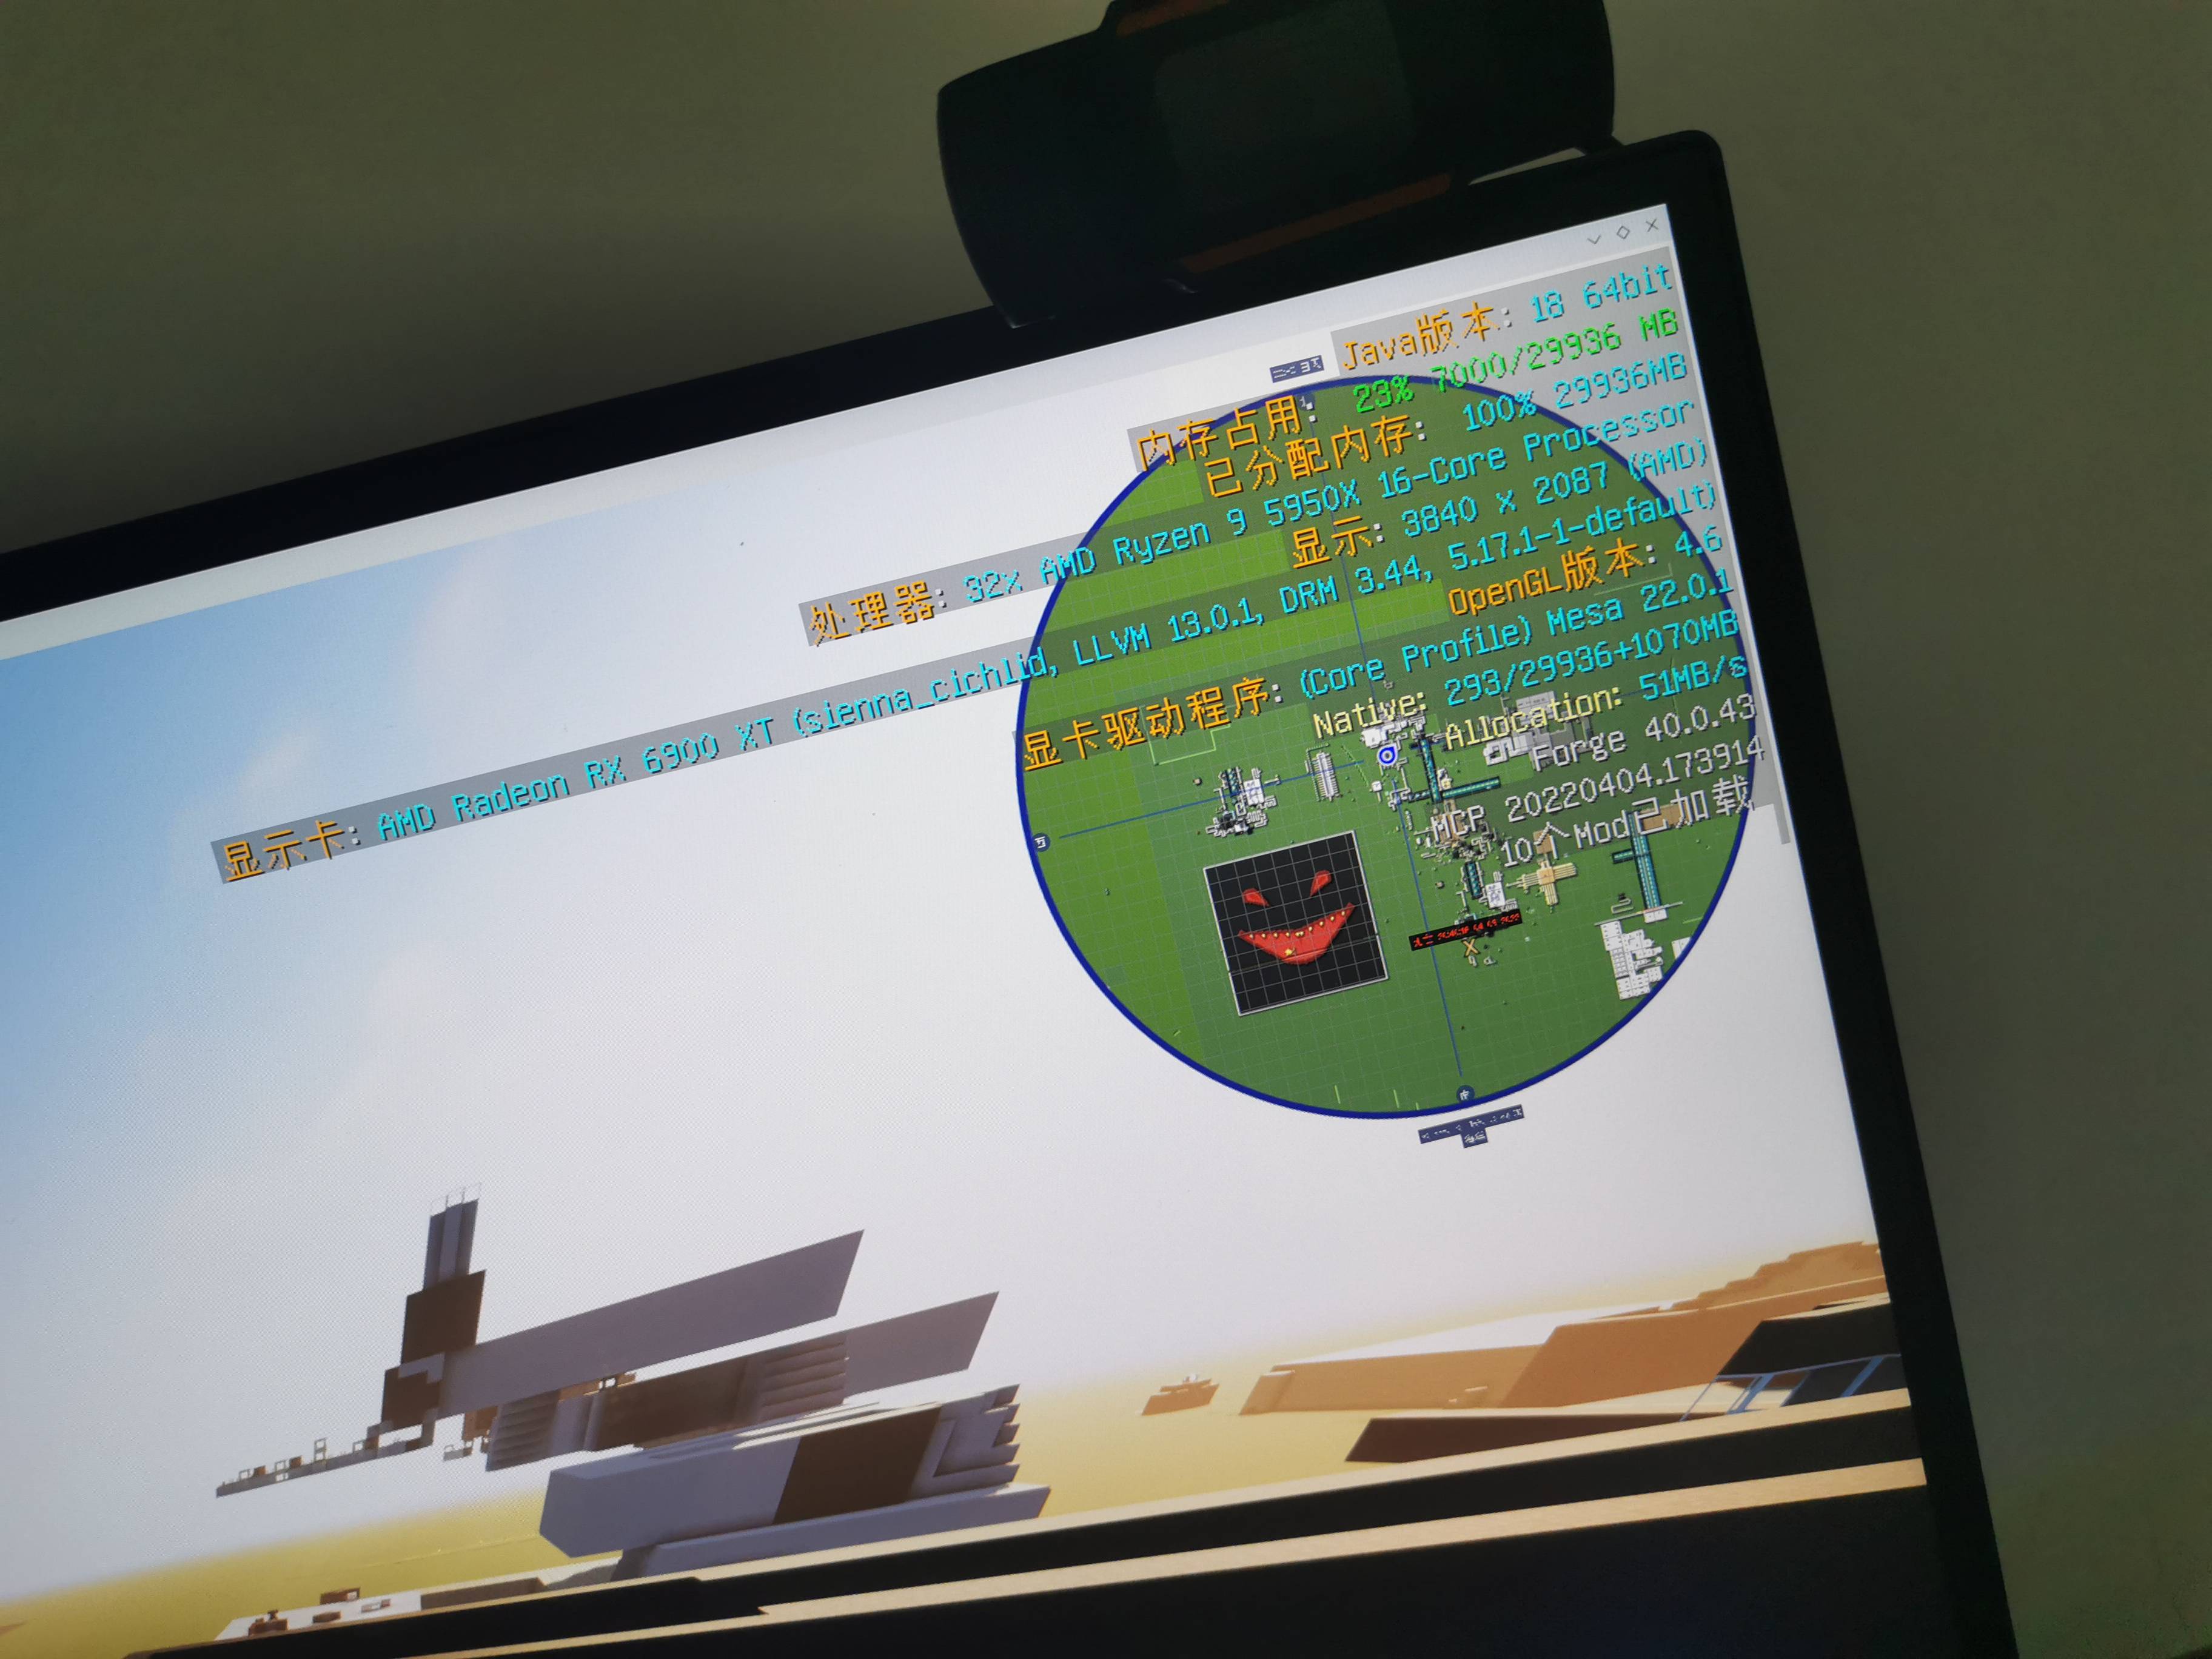 Java版本: 18 64bit
内存占用: 23% 7000/29936 MB
已分配内存: 100% 29936MB
处理器: 32x AMD Ryzen 9 5950X 16-Core Processor
显示: 3840 x 2087 (AMD)
显示卡: AMD Radeon RX 6900 XT (sienna_cichlid, LLVM 13.0.1, DRM 3.44, 5.17.1-1-default)
OpenGL版本: 4.6
显卡驱动程序: (Core Profile) Mesa 22.0.1
Native: 293/29936+1070MB
Allocation: 51MB/s
Forge 40.0.43
MCP 20220404.173914
10个Mod已加载
西
南